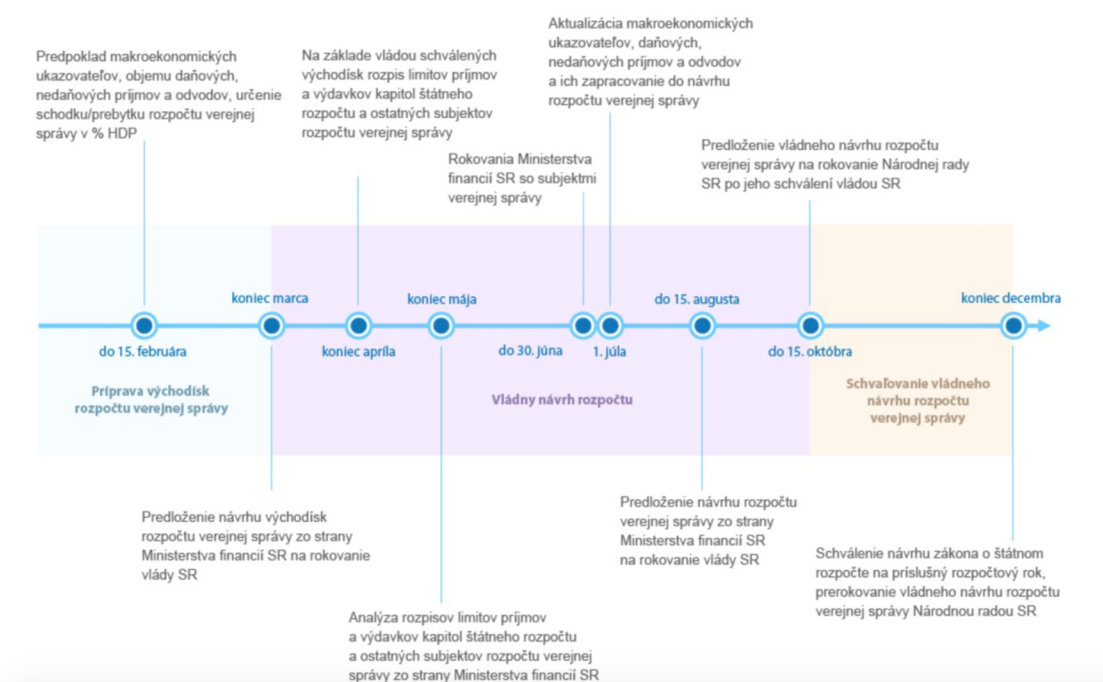 Predpoklad makroekonomických
ukazovateľov, objemu daňových,
nedaňových príjmov a odvodov, určenie
schodku/prebytku rozpočtu verejnej
správy v % HDP
Na základe vládou schválených
východísk rozpis limitov príjmov
a výdavkov kapitol štátneho
rozpočtu a ostatných subjektov
rozpočtu verejnej správy
Rokovania Ministerstva
financií SR so subjektmi
verejnej správy
Aktualizácia makroekonomických
ukazovateľov, daňových,
nedaňových príjmov a odvodov
a ich zapracovanie do návrhu
rozpočtu verejnej správy
Predloženie vládneho návrhu rozpočtu
verejnej správy na rokovanie Národnej rady
SR po jeho schválení vládou SR
koniec marca
koniec mája
do 15. augusta
koniec decembra
do 15. februára
koniec apríla
do 30. júna
1. júla
do 15. októbra
Príprava východísk
rozpočtu verejnej správy
Vládny návrh rozpočtu
Schvaľovanie vládneho
návrhu rozpočtu
verejnej správy
Predloženie návrhu východísk
rozpočtu verejnej správy zo strany
Ministerstva financií SR na rokovanie
vlády SR
Analýza rozpisov limitov príjmov
a výdavkov kapitol štátneho rozpočtu
a ostatných subjektov rozpočtu verejnej
správy zo strany Ministerstva financií SR
Predloženie návrhu rozpočtu
verejnej správy zo strany
Ministerstva financií SR
na rokovanie vlády SR
Schválenie návrhu zákona o štátnom
rozpočte na príslušný rozpočtový rok,
prerokovanie vládneho návrhu rozpočtu
verejnej správy Národnou radou SR